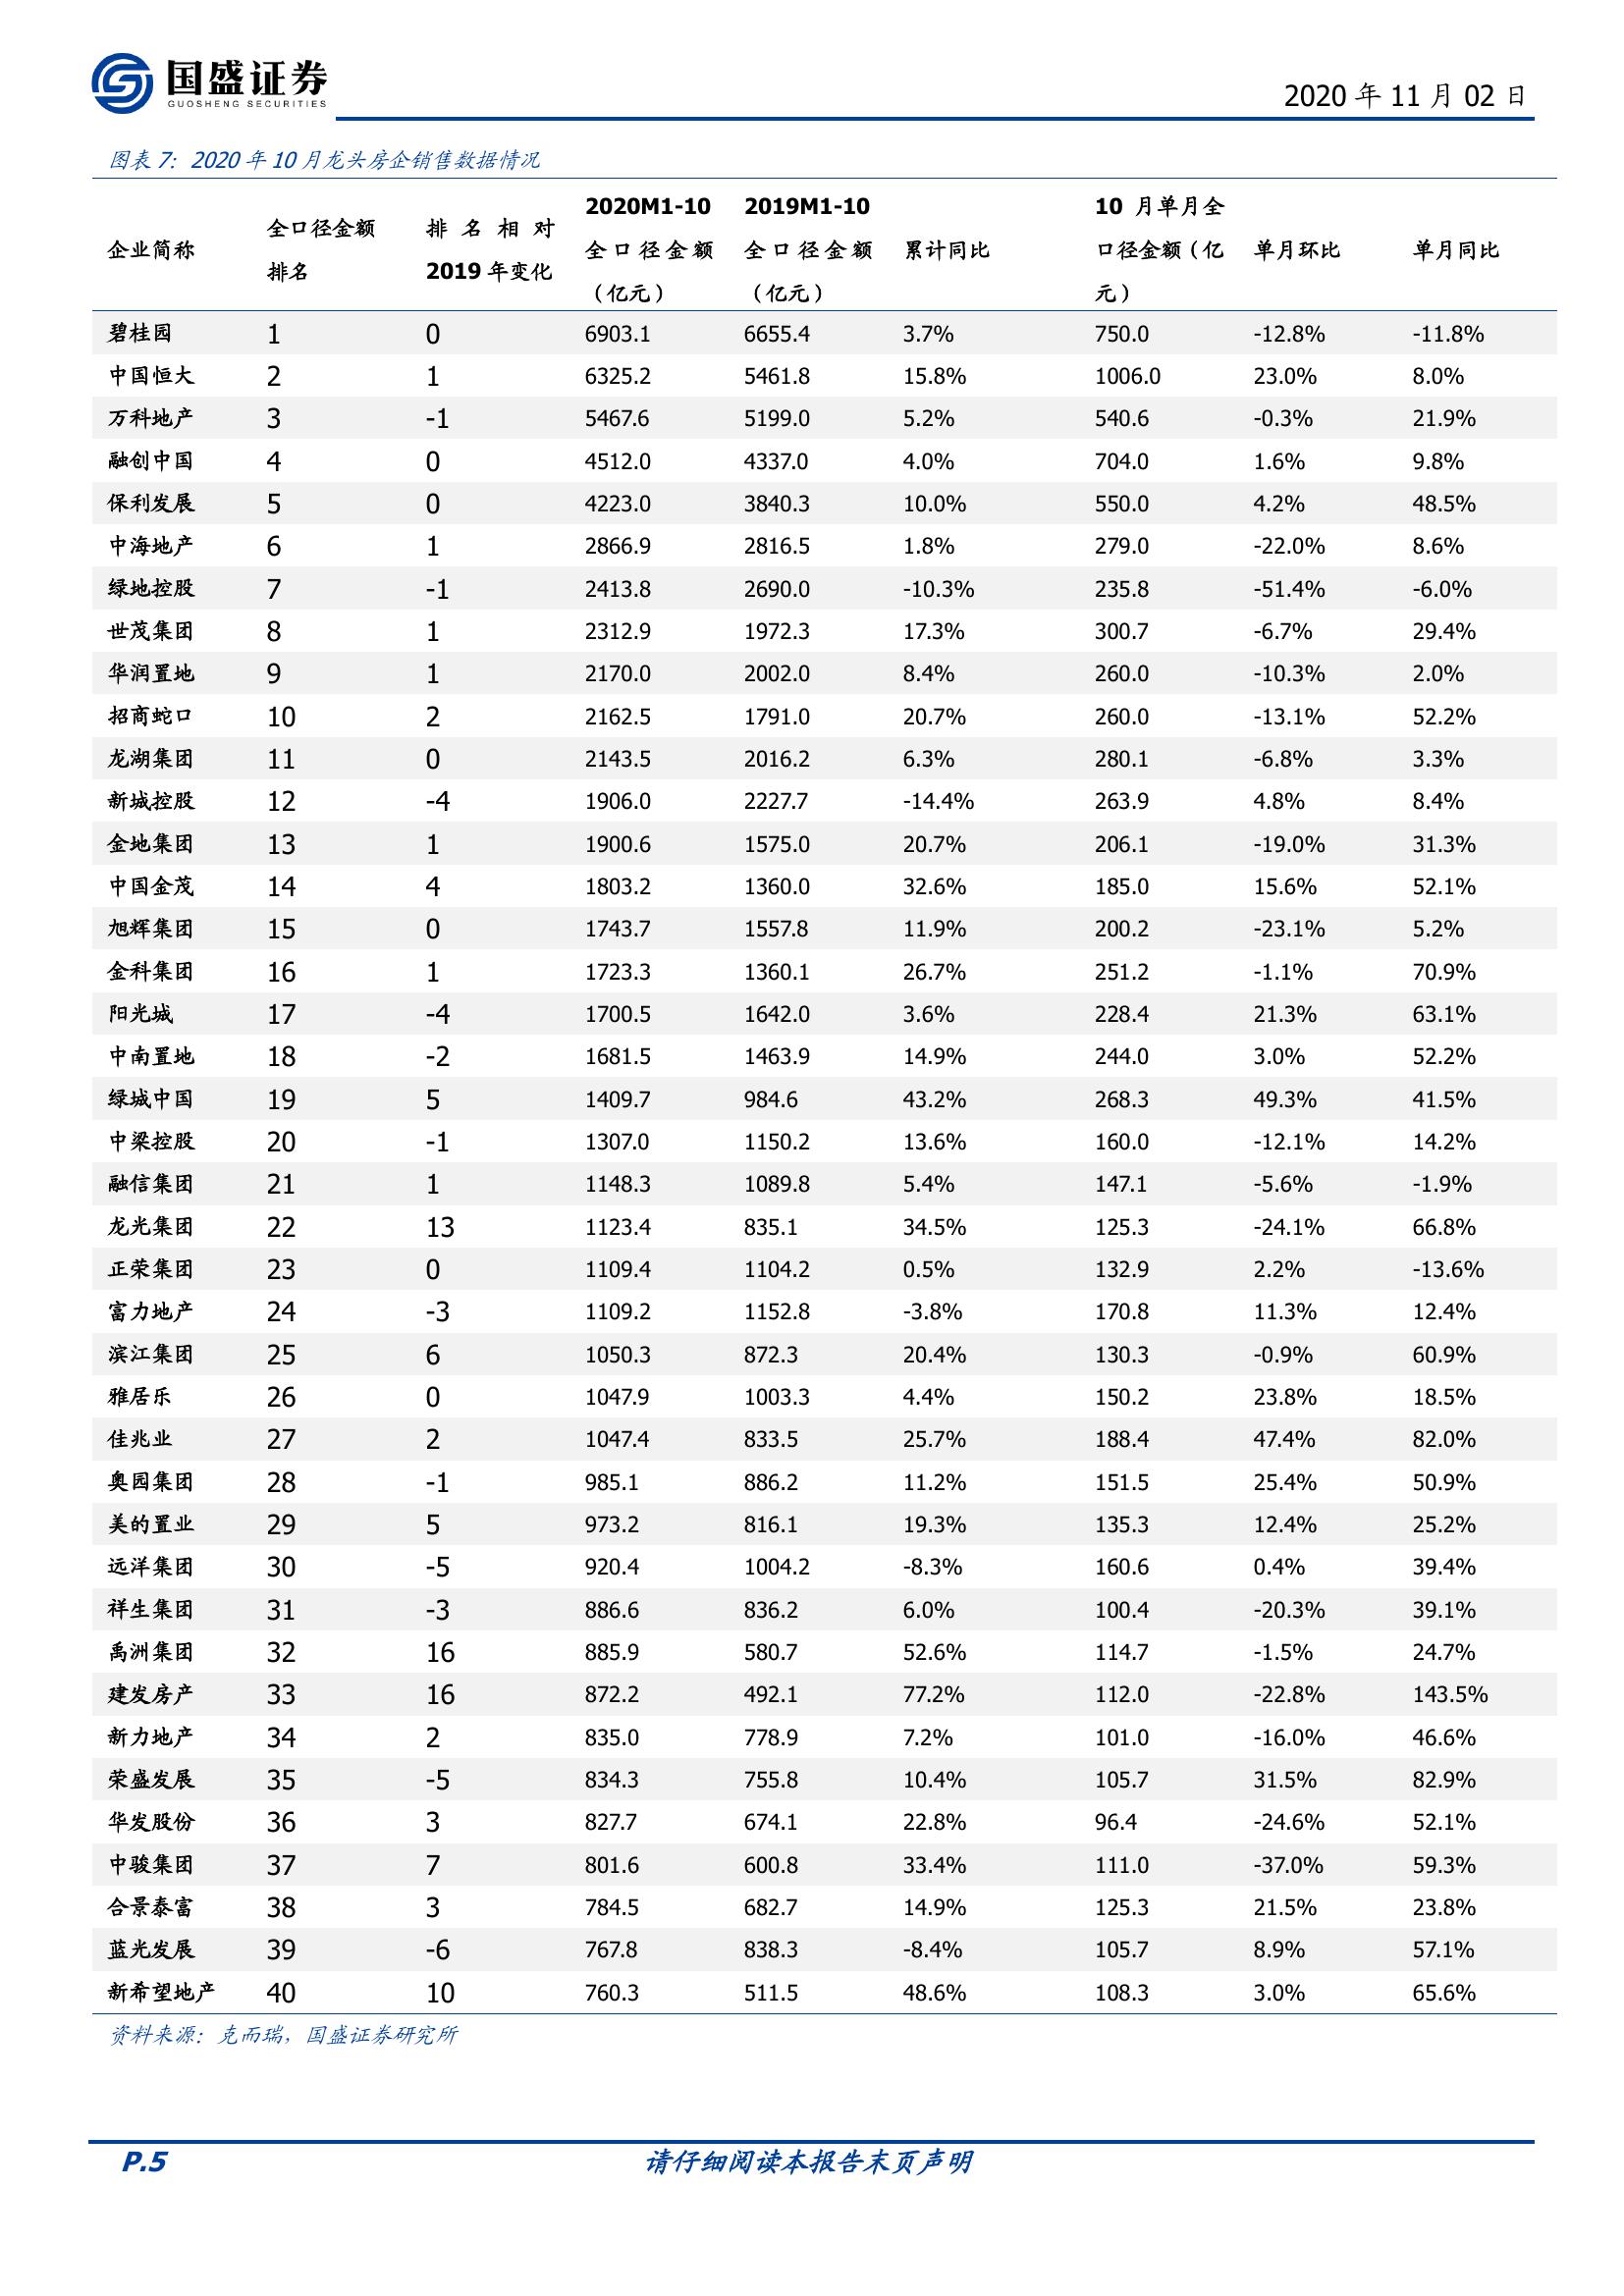 国盛证券
GUOSHENG SECURITIES
2020 年 11 月 02 日
图表 7：2020 年 10 月龙头房企销售数据情况
企业简称 全口径金额排名 排名相对2019 年变化 2020M1-10全口径金额（亿元） 2019M1-10全口径金额（亿元） 累计同比 10 月单月全口径金额（亿元） 单月环比 单月同比
碧桂园 1 0 6903.1 6655.4 3.7% 750.0 -12.8% -11.8%
中国恒大 2 1 6325.2 5461.8 15.8% 1006.0 23.0% 8.0%
万科地产 3 -1 5467.6 5199.0 5.2% 540.6 -0.3% 21.9%
融创中国 4 0 4512.0 4337.0 4.0% 704.0 1.6% 9.8%
保利发展 5 0 4223.0 3840.3 10.0% 550.0 4.2% 48.5%
中海地产 6 1 2866.9 2816.5 1.8% 279.0 -22.0% 8.6%
绿地控股 7 -1 2413.8 2690.0 -10.3% 235.8 -51.4% -6.0%
世茂集团 8 1 2312.9 1972.3 17.3% 300.7 -6.7% 29.4%
华润置地 9 1 2170.0 2002.0 8.4% 260.0 -10.3% 2.0%
招商蛇口 10 2 2162.5 1791.0 20.7% 260.0 -13.1% 52.2%
龙湖集团 11 0 2143.5 2016.2 6.3% 280.1 -6.8% 3.3%
新城控股 12 -4 1906.0 2227.7 -14.4% 263.9 4.8% 8.4%
金地集团 13 1 1900.6 1575.0 20.7% 206.1 -19.0% 31.3%
中国金茂 14 4 1803.2 1360.0 32.6% 185.0 15.6% 52.1%
旭辉集团 15 0 1743.7 1557.8 11.9% 200.2 -23.1% 5.2%
金科集团 16 1 1723.3 1360.1 26.7% 251.2 -1.1% 70.9%
阳光城 17 -4 1700.5 1642.0 3.6% 228.4 21.3% 63.1%
中南置地 18 -2 1681.5 1463.9 14.9% 244.0 3.0% 52.2%
绿城中国 19 5 1409.7 984.6 43.2% 268.3 49.3% 41.5%
中梁控股 20 -1 1307.0 1150.2 13.6% 160.0 -12.1% 14.2%
融信集团 21 1 1148.3 1089.8 5.4% 147.1 -5.6% -1.9%
龙光集团 22 13 1123.4 835.1 34.5% 125.3 -24.1% 66.8%
正荣集团 23 0 1109.4 1104.2 0.5% 132.9 2.2% -13.6%
富力地产 24 -3 1109.2 1152.8 -3.8% 170.8 11.3% 12.4%
滨江集团 25 6 1050.3 872.3 20.4% 130.3 -0.9% 60.9%
雅居乐 26 0 1047.9 1003.3 4.4% 150.2 23.8% 18.5%
佳兆业 27 2 1047.4 833.5 25.7% 188.4 47.4% 82.0%
奥园集团 28 -1 985.1 886.2 11.2% 151.5 25.4% 50.9%
美的置业 29 5 973.2 816.1 19.3% 135.3 12.4% 25.2%
远洋集团 30 -5 920.4 1004.2 -8.3% 160.6 0.4% 39.4%
祥生集团 31 -3 886.6 836.2 6.0% 100.4 -20.3% 39.1%
禹洲集团 32 16 885.9 580.7 52.6% 114.7 -1.5% 24.7%
建发房产 33 16 872.2 492.1 77.2% 112.0 -22.8% 143.5%
新力地产 34 2 835.0 778.9 7.2% 101.0 -16.0% 46.6%
荣盛发展 35 -5 834.3 755.8 10.4% 105.7 31.5% 82.9%
华发股份 36 3 827.7 674.1 22.8% 96.4 -24.6% 52.1%
中骏集团 37 7 801.6 600.8 33.4% 111.0 -37.0% 59.3%
合景泰富 38 3 784.5 682.7 14.9% 125.3 21.5% 23.8%
蓝光发展 39 -6 767.8 838.3 -8.4% 105.7 8.9% 57.1%
新希望地产 40 10 760.3 511.5 48.6% 108.3 3.0% 65.6%
资料来源：克而瑞，国盛证券研究所
P.5 请仔细阅读本报告末页声明